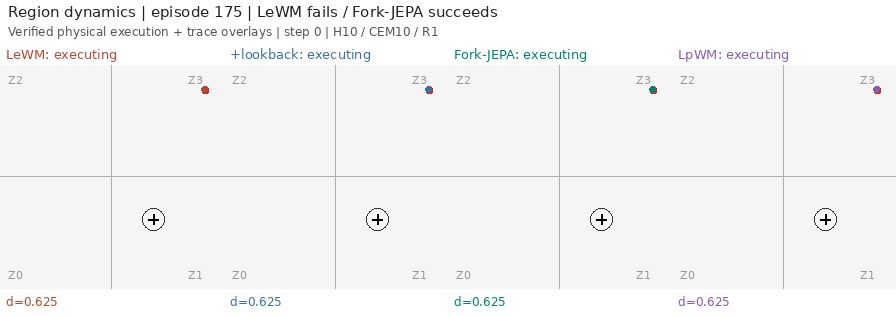 Region dynamics | episode 175 | LeWM fails / Fork-JEPA succeeds
Verified physical execution + trace overlays | step 0 | H10 / CEM10 / R1
LeWM: executing +lookback: executing Fork-JEPA: executing LpWM: executing
Z2 Z3 Z2 Z3 Z2 Z3 Z2 Z3
Z0 Z1 Z0 Z1 Z0 Z1 Z0 Z1
d=0.625 d=0.625 d=0.625 d=0.625